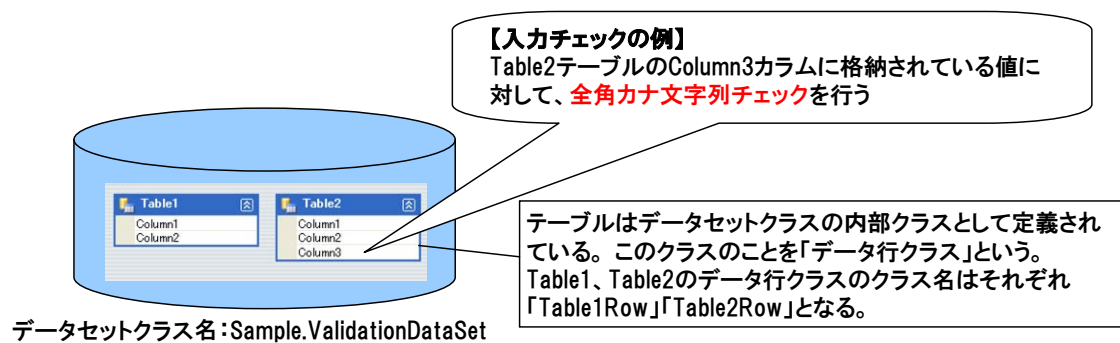 【入力チェックの例】
Table2テーブルのColumn3カラムに格納されている値に
対して、全角カナ文字列チェックを行う
Table1
Column1
Column2
Table2
Column1
Column2
Column3
テーブルはデータセットクラスの内部クラスとして定義され
ている。このクラスのことを「データ行クラス」という。
Table1、Table2のデータ行クラスのクラス名はそれぞれ
「Table1Row」「Table2Row」となる。
データセットクラス名：Sample.ValidationDataSet